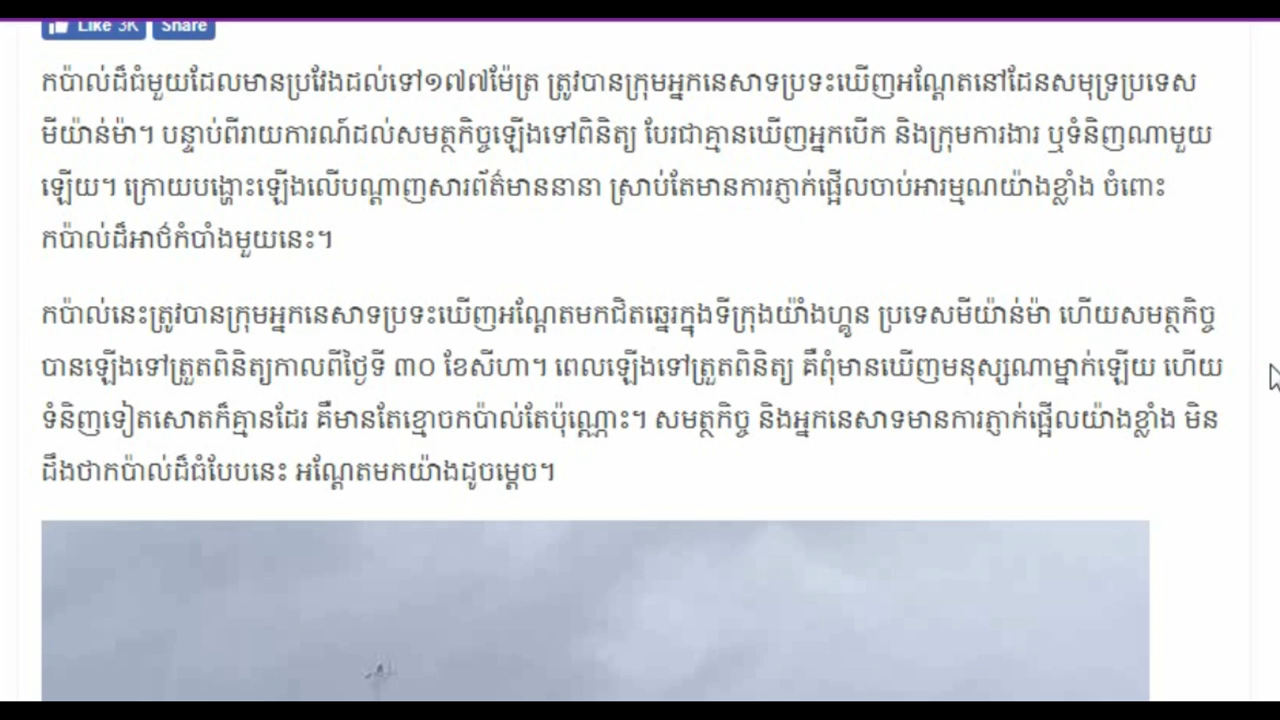 Like 3K Share
កប៉ាល់ដ៏ធំមួយដែលមានប្រវែងដល់ទៅ១៧៧ម៉ែត្រ ត្រូវបានក្រុមអ្នកនេសាទប្រទះឃើញអណ្ដែតនៅដែនសមុទ្រប្រទេស
មីយ៉ាន់ម៉ា។ បន្ទាប់ពីរាយការណ៍ដល់សមត្ថកិច្ចឡើងទៅពិនិត្យ បែរជាគ្មានឃើញអ្នកបើក និងក្រុមការងារ ឬទំនិញណាមួយ
ឡើយ។ ក្រោយបង្ហោះឡើងលើបណ្ដាញសារព័ត៌មាននានា ស្រាប់តែមានការភ្ញាក់ផ្អើលចាប់អារម្មណយ៉ាងខ្លាំង ចំពោះ
កប៉ាល់ដ៏អាថ៌កំបាំងមួយនេះ។
កប៉ាល់នេះត្រូវបានក្រុមអ្នកនេសាទប្រទះឃើញអណ្ដែតមកជិតឆ្នេរក្នុងទីក្រុងយ៉ាំងហ្គូន ប្រទេសមីយ៉ាន់ម៉ា ហើយសមត្ថកិច្ច
បានឡើងទៅត្រួតពិនិត្យកាលពីថ្ងៃទី ៣០ ខែសីហា។ ពេលឡើងទៅត្រួតពិនិត្យ គឺពុំមានឃើញមនុស្សណាម្នាក់ឡើយ ហើយ
ទំនិញទៀតសោតក៏គ្មានដែរ គឺមានតែខ្មោចកប៉ាល់តែប៉ុណ្ណោះ។ សមត្ថកិច្ច និងអ្នកនេសាទមានការភ្ញាក់ផ្អើលយ៉ាងខ្លាំង មិន
ដឹងថាកប៉ាល់ដ៏ធំបែបនេះ អណ្ដែតមកយ៉ាងដូចម្ដេច។